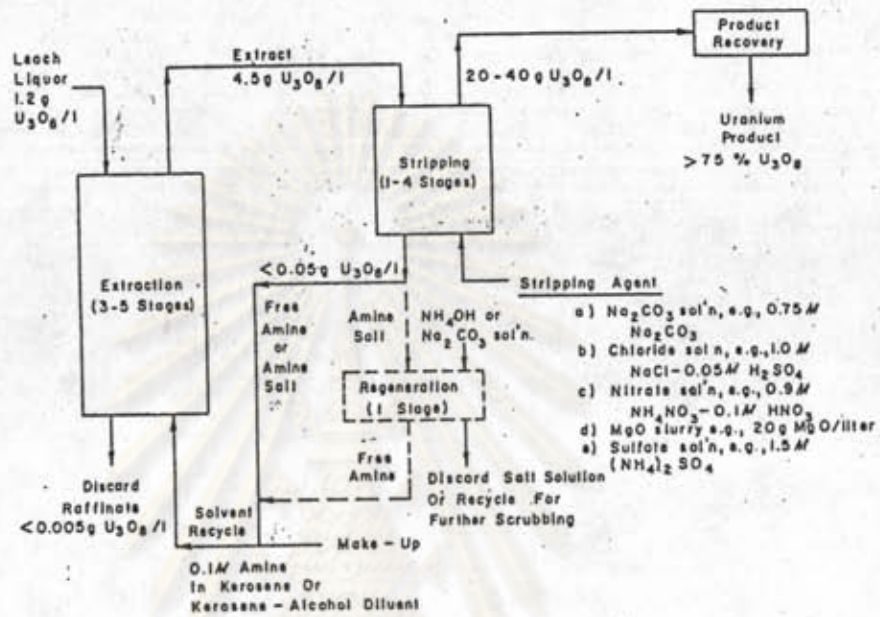 Leach
Liquor
1.2 g
U₃O₈/l
Extract
4.5 g U₃O₈/l
20-40 g U₃O₈/l
Product
Recovery
Uranium
Product
> 75 % U₃O₈
Stripping
(1-4 Stages)
Extraction
(3-5 Stages)
<0.05 g U₃O₈/l
Free
Amine
or
Amine
Salt
Amine
Salt
NH₄OH or
Na₂CO₃ sol'n.
Regeneration
(1 Stage)
Free
Amine
Discard Salt Solution
Or Recycle For
Further Scrubbing
Stripping Agent
a) Na₂CO₃ sol'n, e.g., 0.75 M
Na₂CO₃
b) Chloride sol'n, e.g., 1.0 M
NaCl-0.05 M H₂SO₄
c) Nitrate sol'n, e.g., 0.9 M
NH₄NO₃-0.1 M HNO₃
d) MgO slurry e.g., 20 g MgO/liter
e) Sulfate sol'n, e.g., 1.5 M
(NH₄)₂ SO₄
Discard
Raffinate
<0.005 g U₃O₈/l
Solvent
Recycle
Make-Up
0.1 M Amine
In Kerosene Or
Kerosene-Alcohol Diluent